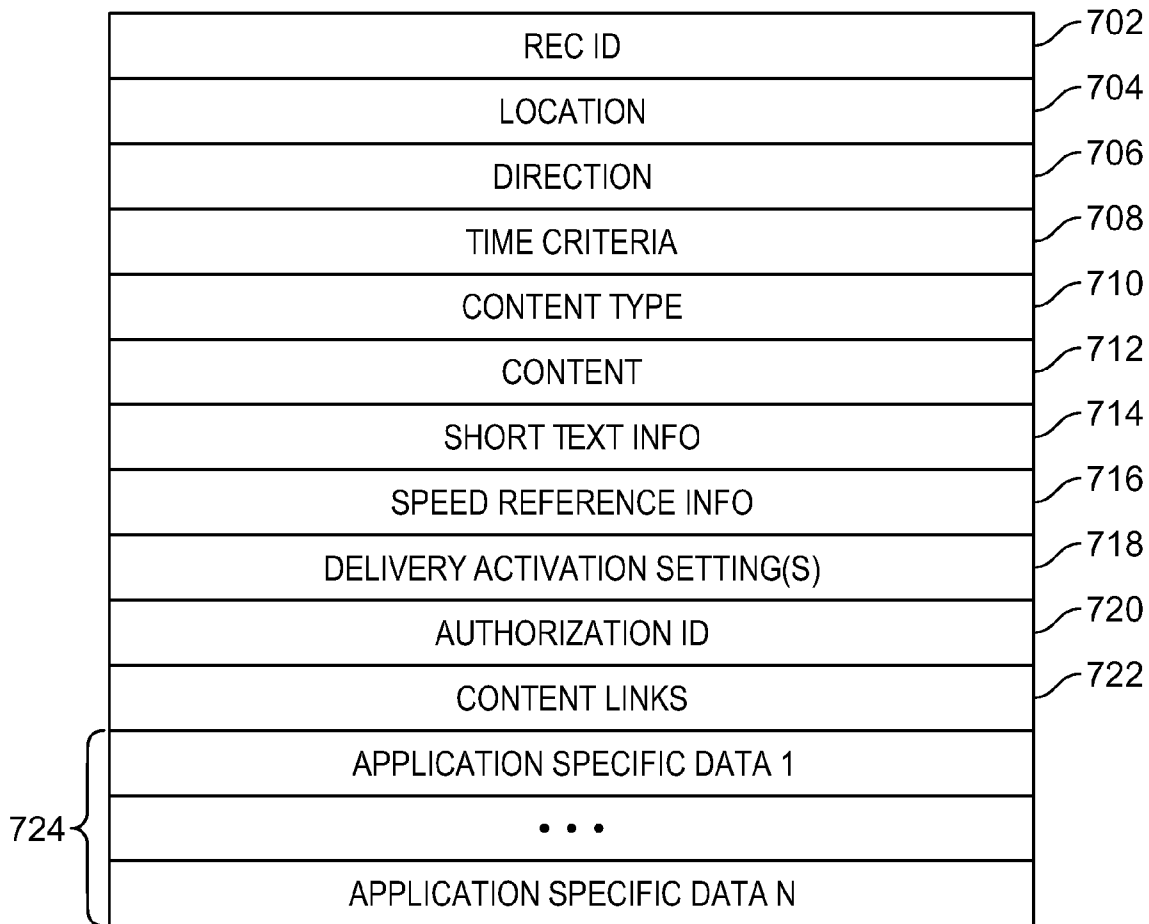 REC ID 702
LOCATION 704
DIRECTION 706
TIME CRITERIA 708
CONTENT TYPE 710
CONTENT 712
SHORT TEXT INFO 714
SPEED REFERENCE INFO 716
DELIVERY ACTIVATION SETTING(S) 718
AUTHORIZATION ID 720
CONTENT LINKS 722
APPLICATION SPECIFIC DATA 1
724 • • •
APPLICATION SPECIFIC DATA N